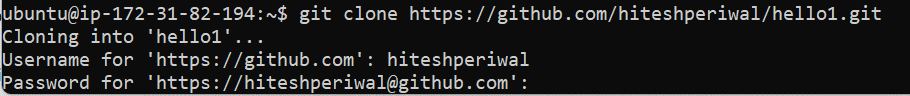 ubuntu@ip-172-31-82-194:~$ git clone https://github.com/hiteshperiwal/hello1.git
Cloning into 'hello1'...
Username for 'https://github.com': hiteshperiwal
Password for 'https://hiteshperiwal@github.com':